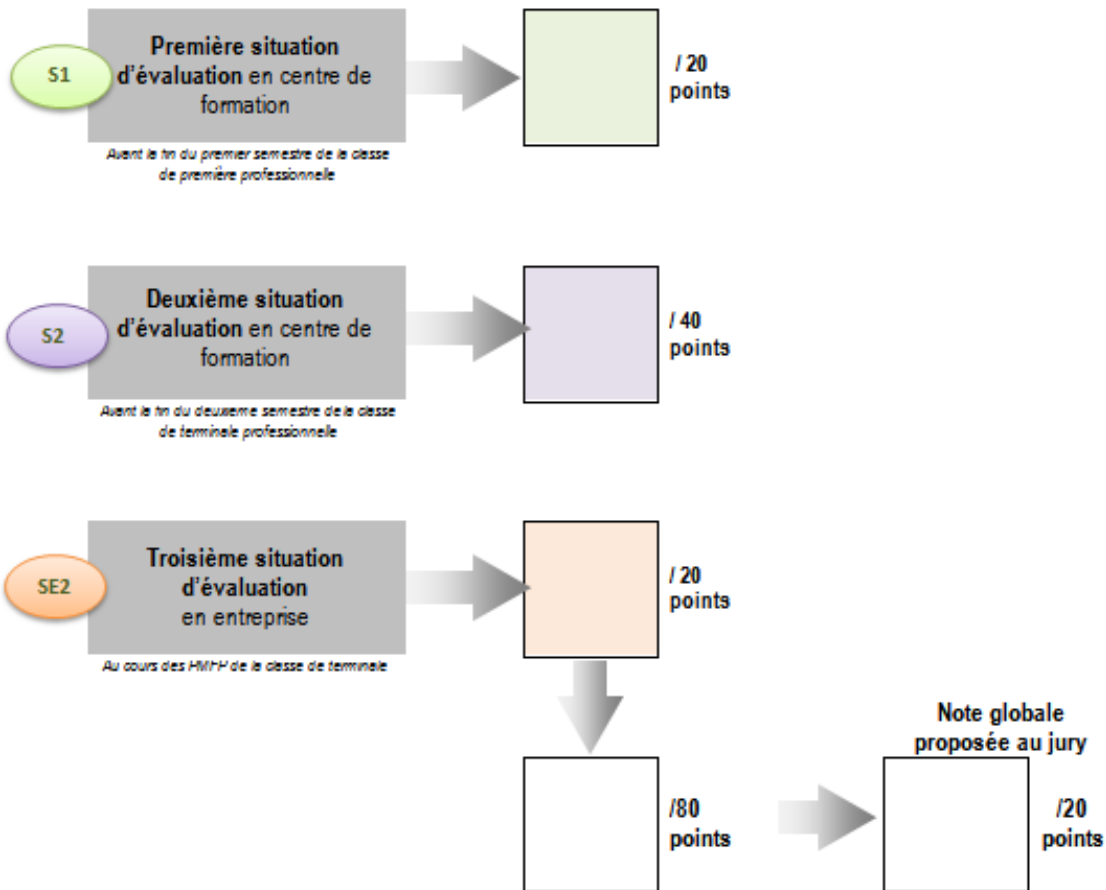 S1
Première situation
d'évaluation en centre de
formation
/ 20
points
Avant la fin du premier semestre de la classe
de première professionnelle
S2
Deuxième situation
d'évaluation en centre de
formation
/ 40
points
Avant la fin du deuxième semestre de la classe
de terminale professionnelle
SE2
Troisième situation
d'évaluation
en entreprise
/ 20
points
Au cours des PMFP de la classe de terminale
Note globale
proposée au jury
/80
points
/20
points